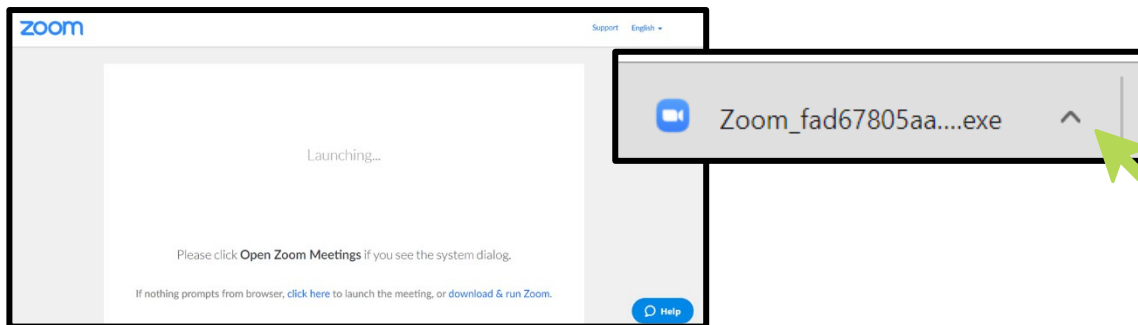 zoom
Support English
Launching...
Please click Open Zoom Meetings if you see the system dialog.
If nothing prompts from browser, click here to launch the meeting, or download & run Zoom.
Help
Zoom_fad67805aa....exe